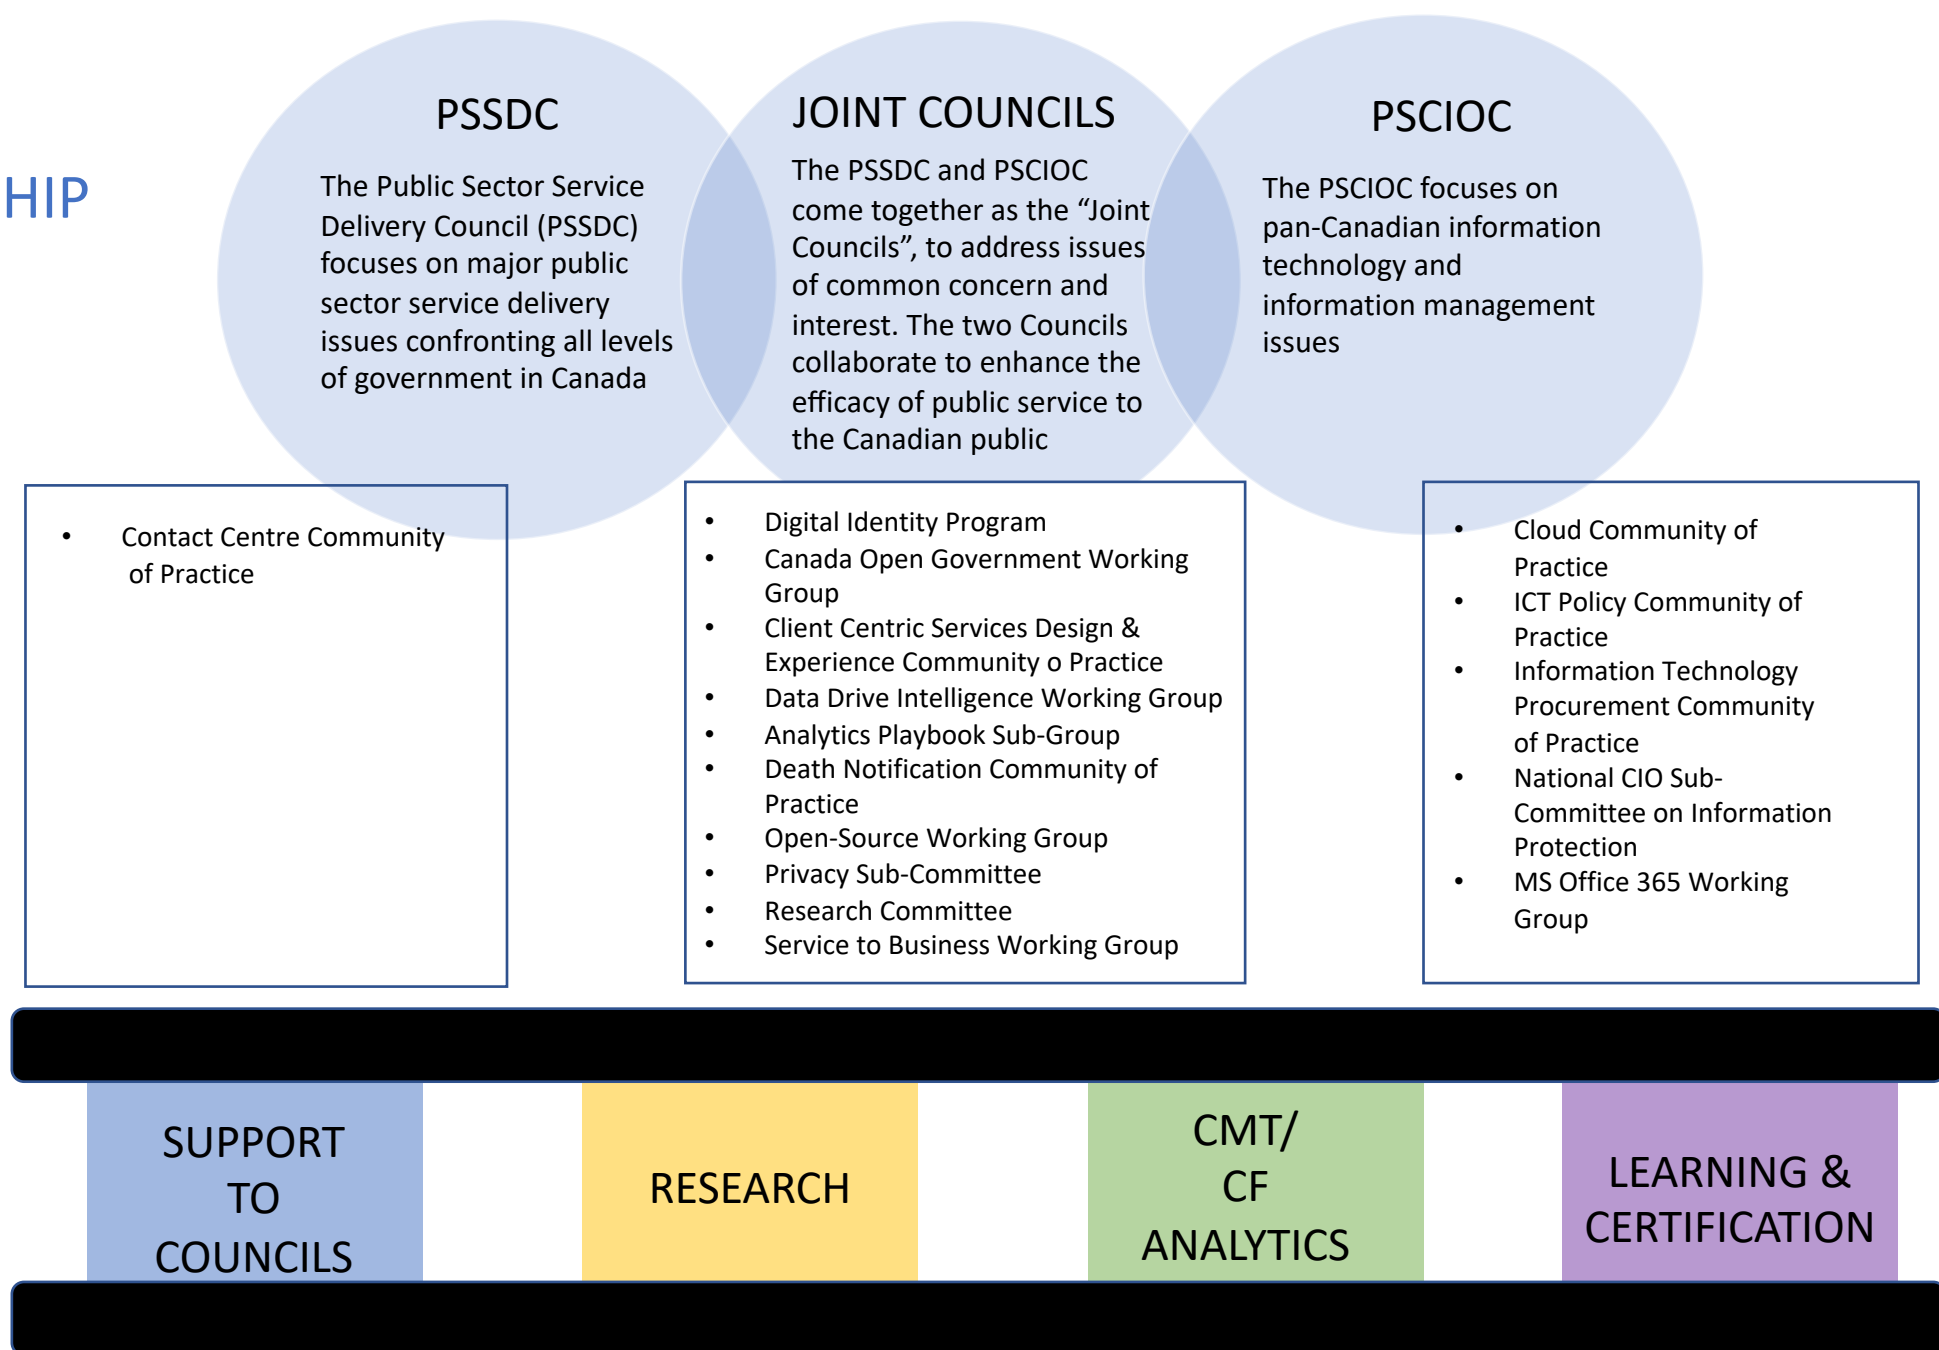 HIP
PSSDC
The Public Sector Service
Delivery Council (PSSDC)
focuses on major public
sector service delivery
issues confronting all levels
of government in Canada
JOINT COUNCILS
The PSSDC and PSCIOC
come together as the “Joint
Councils”, to address issues
of common concern and
interest. The two Councils
collaborate to enhance the
efficacy of public service to
the Canadian public
PSCIOC
The PSCIOC focuses on
pan-Canadian information
technology and
information management
issues
• Contact Centre Community
of Practice
• Digital Identity Program
• Canada Open Government Working
Group
• Client Centric Services Design &
Experience Community o Practice
• Data Drive Intelligence Working Group
• Analytics Playbook Sub-Group
• Death Notification Community of
Practice
• Open-Source Working Group
• Privacy Sub-Committee
• Research Committee
• Service to Business Working Group
• Cloud Community of
Practice
• ICT Policy Community of
Practice
• Information Technology
Procurement Community
of Practice
• National CIO Sub-
Committee on Information
Protection
• MS Office 365 Working
Group
SUPPORT
TO
COUNCILS
RESEARCH
CMT/
CF
ANALYTICS
LEARNING &
CERTIFICATION